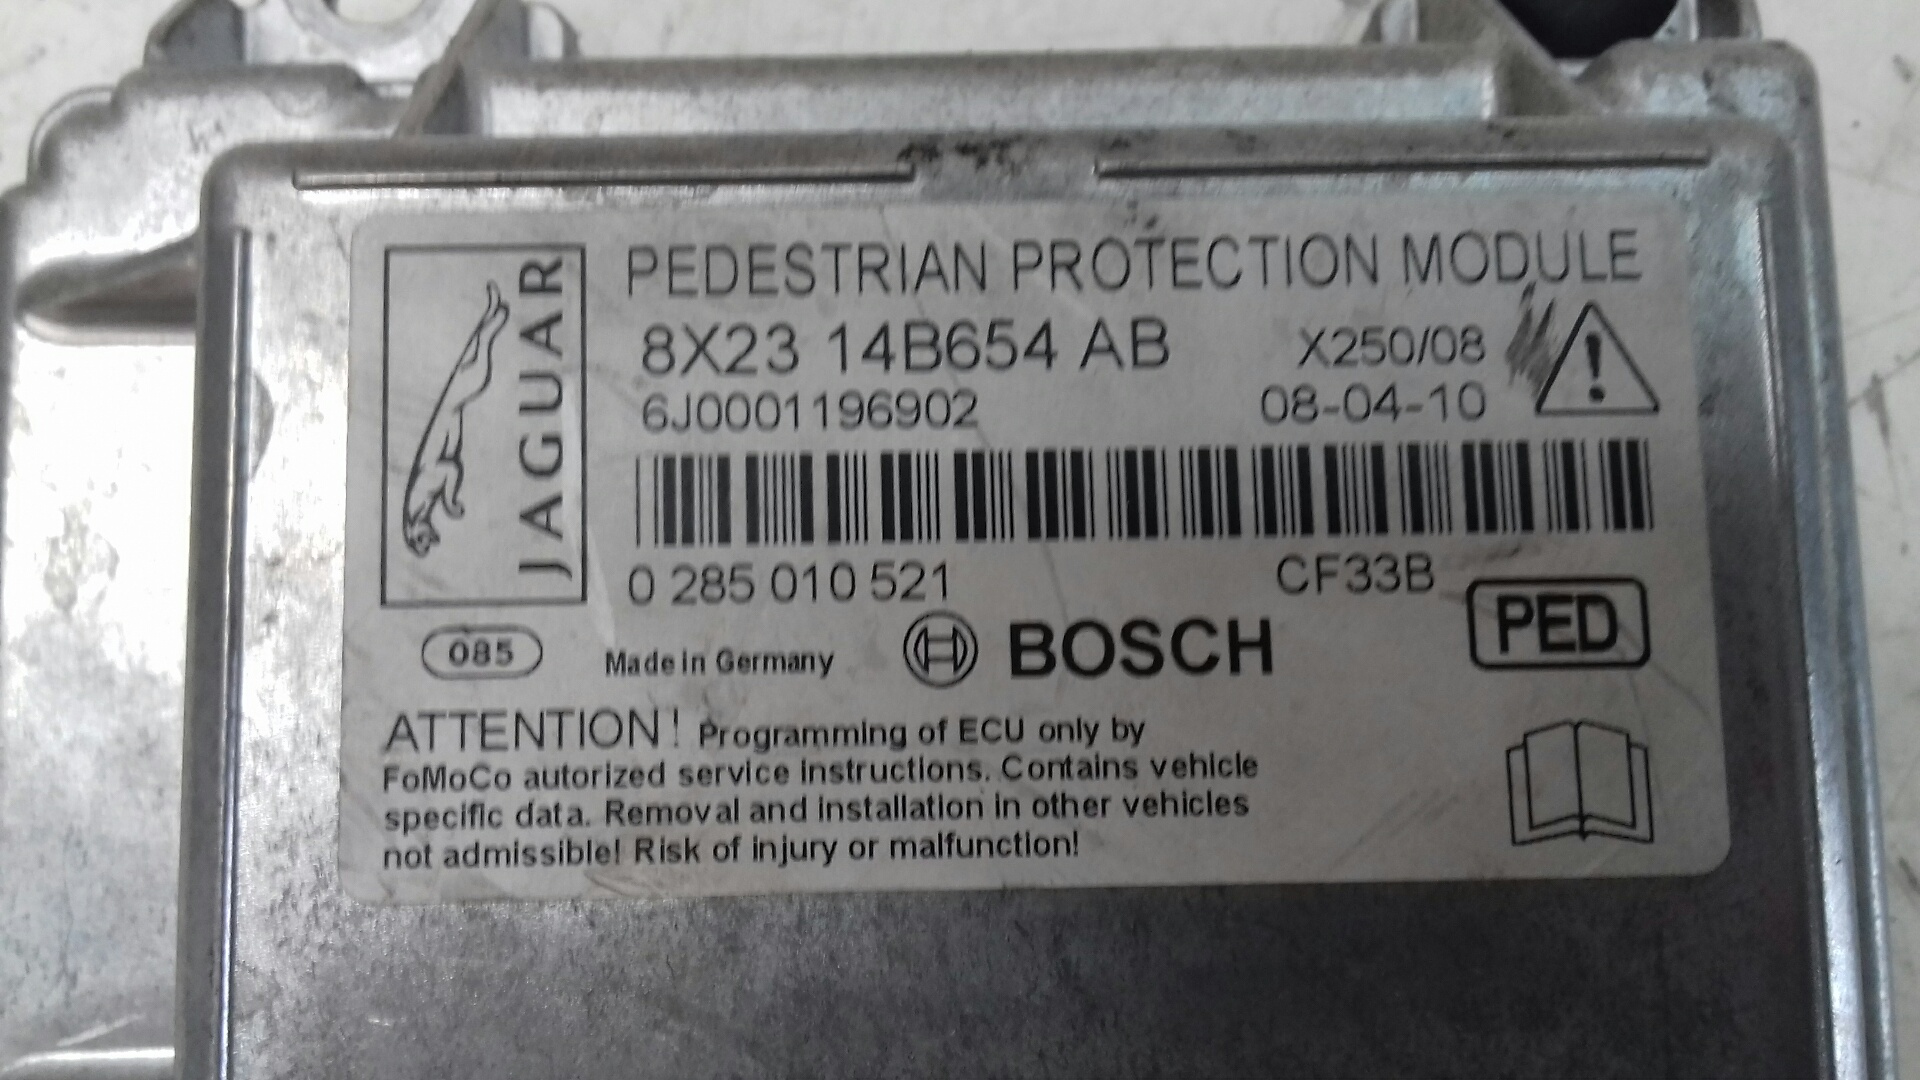 JAGUAR
PEDESTRIAN PROTECTION MODULE
8X23 14B654 AB X250/08
6J0001196902 08-04-10
0 285 010 521 CF33B
085 Made in Germany BOSCH PED
ATTENTION! Programming of ECU only by
FoMoCo autorized service instructions. Contains vehicle
specific data. Removal and installation in other vehicles
not admissible! Risk of injury or malfunction!